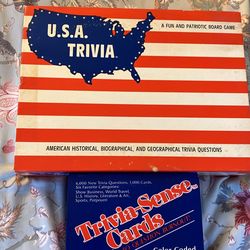 U.S.A.
TRIVIA
A FUN AND PATRIOTIC BOARD GAME
AMERICAN HISTORICAL, BIOGRAPHICAL, AND GEOGRAPHICAL TRIVIA QUESTIONS
6,000 New Trivia Questions, 1,000 Cards,
Six Favorite Categories:
Show Business, World Travel,
U.S. History, Literature & Art,
Sports, Potpourri
Trivia-Sense
Cards
Color Coded